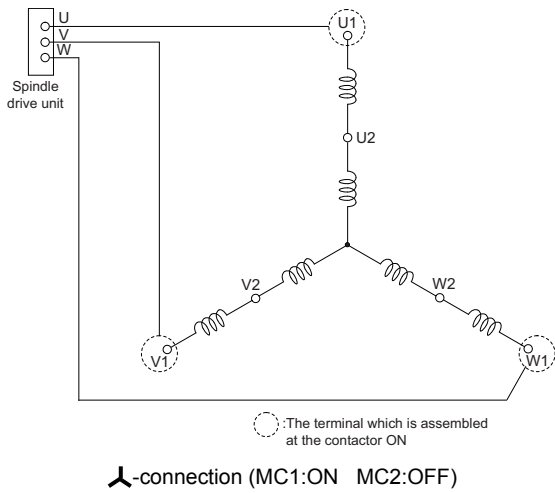 U
V
W
Spindle
drive unit
U1
U2
V2
W2
V1
W1
:The terminal which is assembled
at the contactor ON
-connection (MC1:ON MC2:OFF)